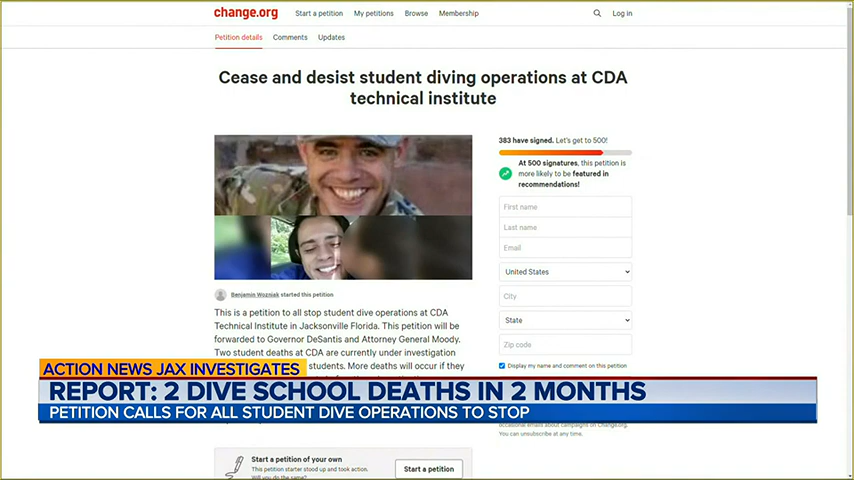 change.org
Start a petition
My petitions
Browse
Membership
Log in
Petition details
Comments
Updates
Cease and desist student diving operations at CDA
technical institute
383 have signed. Let's get to 500!
At 500 signatures, this petition
is more likely to be featured in
recommendations!
First name
Last name
Email
United States
City
State
Zip code
Display my name and comment on this petition
Benjamin Wozniak started this petition
This is a petition to all stop student dive operations at CDA
Technical Institute in Jacksonville Florida. This petition will be
forwarded to Governor DeSantis and Attorney General Moody.
Two student deaths at CDA are currently under investigation
students. More deaths will occur if they
ACTION NEWS JAX INVESTIGATES
REPORT: 2 DIVE SCHOOL DEATHS IN 2 MONTHS
PETITION CALLS FOR ALL STUDENT DIVE OPERATIONS TO STOP
occasional emails about campaigns on Change.org.
You can unsubscribe at any time.
Start a petition of your own
This petition starter stood up and took action.
Will you do the same?
Start a petition